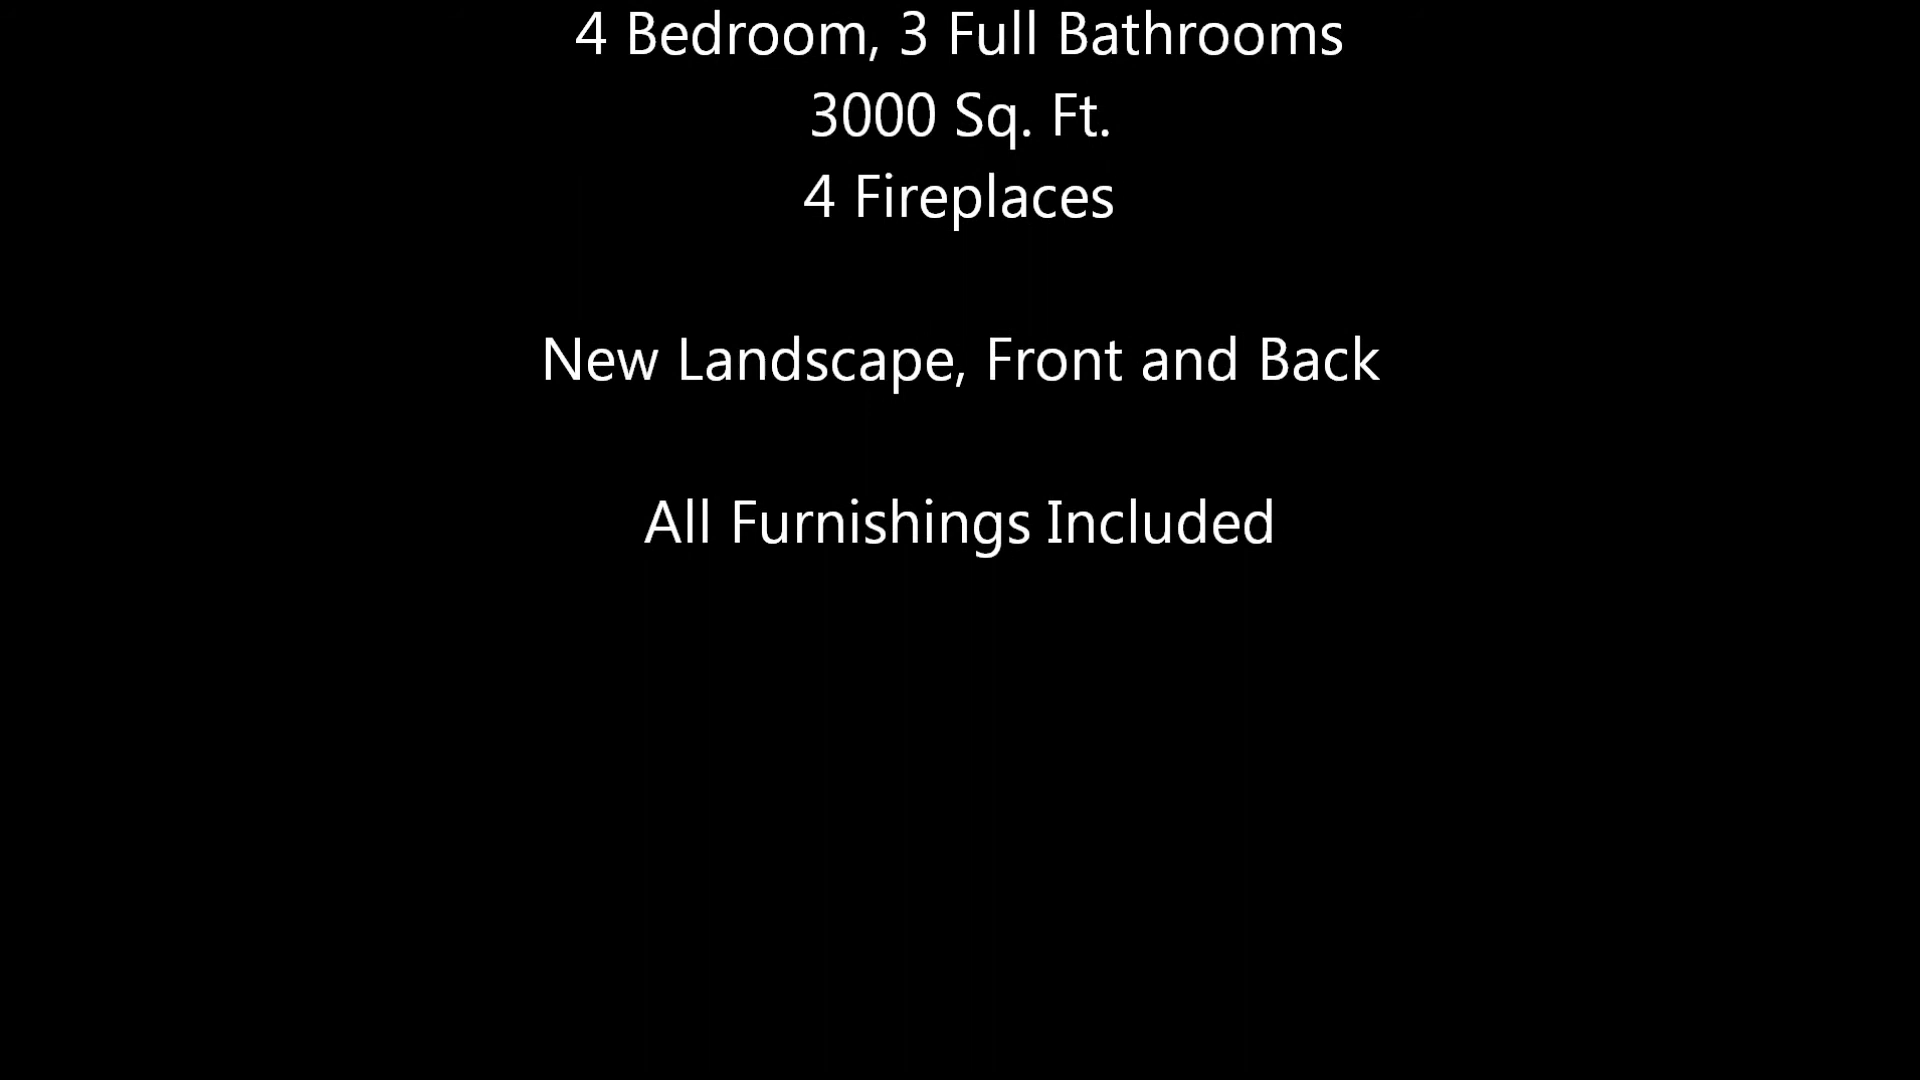 4 Bedroom, 3 Full Bathrooms
3000 Sq. Ft.
4 Fireplaces
New Landscape, Front and Back
All Furnishings Included